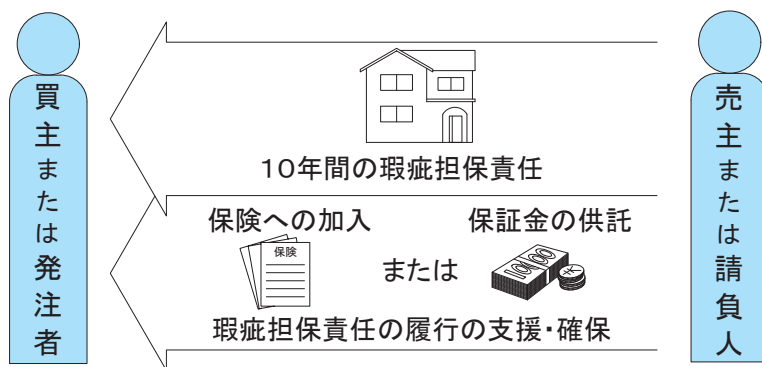 買主または発注者
売主または請負人
10年間の瑕疵担保責任
保険への加入
保証金の供託
保険
または
100 00
瑕疵担保責任の履行の支援・確保